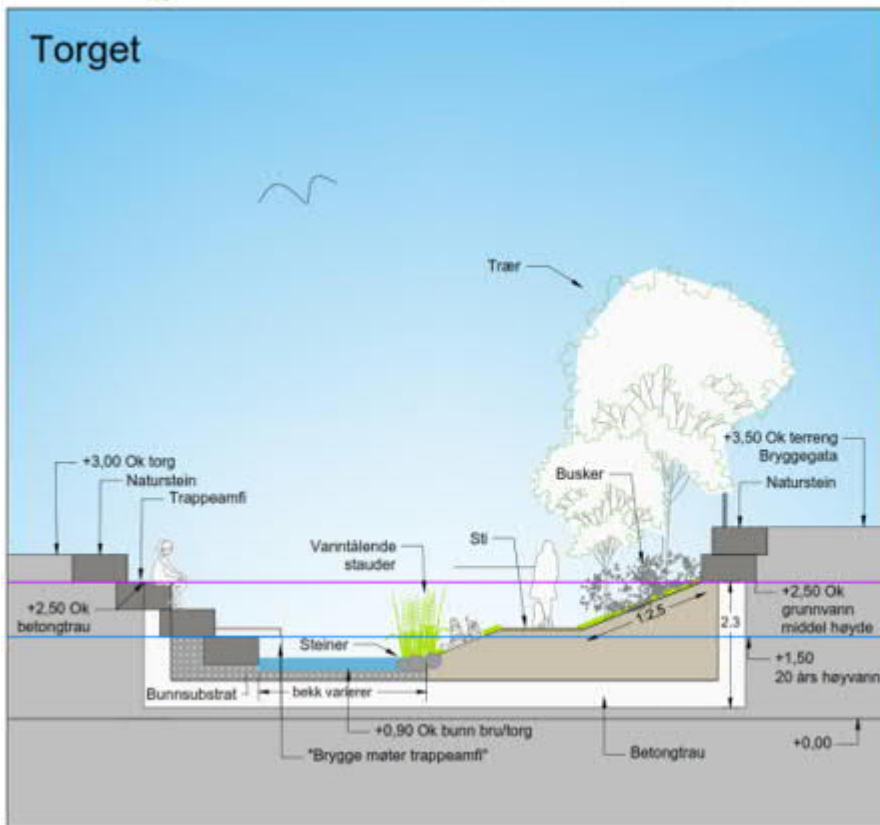 Torget
Trær
+3,00 Ok torg
Naturstein
Trappeamfi
+3,50 Ok terreng
Bryggegata
Naturstein
Busker
Vanntålende
stauder
Sti
+2,50 Ok
betongtrau
Steiner
1:2,5
2,3
+2,50 Ok
grunnvann
middel høyde
+1,50
20 års høyvann
Bunnsubstrat
bekk varierer
+0,90 Ok bunn bru/torg
"Brygge møter trappeamfi"
Betongtrau
+0,00